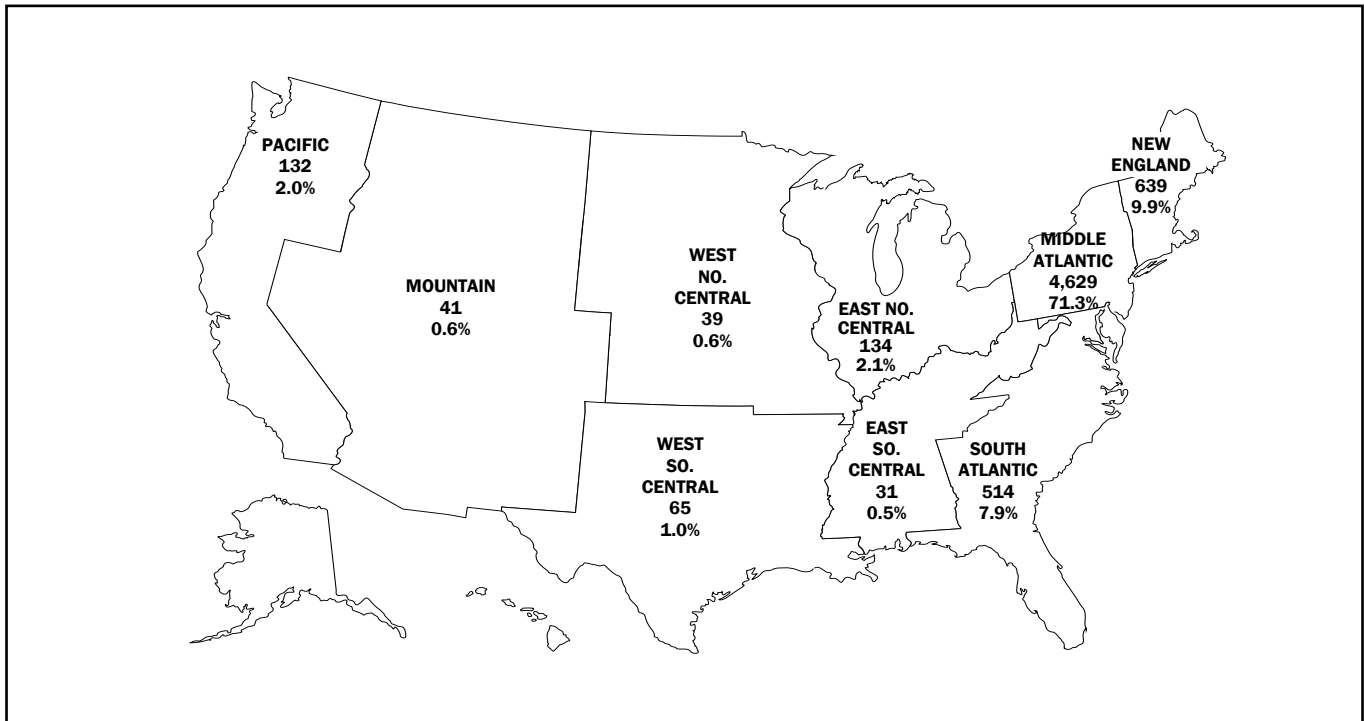 PACIFIC
132
2.0%
MOUNTAIN
41
0.6%
WEST
NO.
CENTRAL
39
0.6%
WEST
SO.
CENTRAL
65
1.0%
EAST NO.
CENTRAL
134
2.1%
EAST
SO.
CENTRAL
31
0.5%
SOUTH
ATLANTIC
514
7.9%
MIDDLE
ATLANTIC
4,629
71.3%
NEW
ENGLAND
639
9.9%